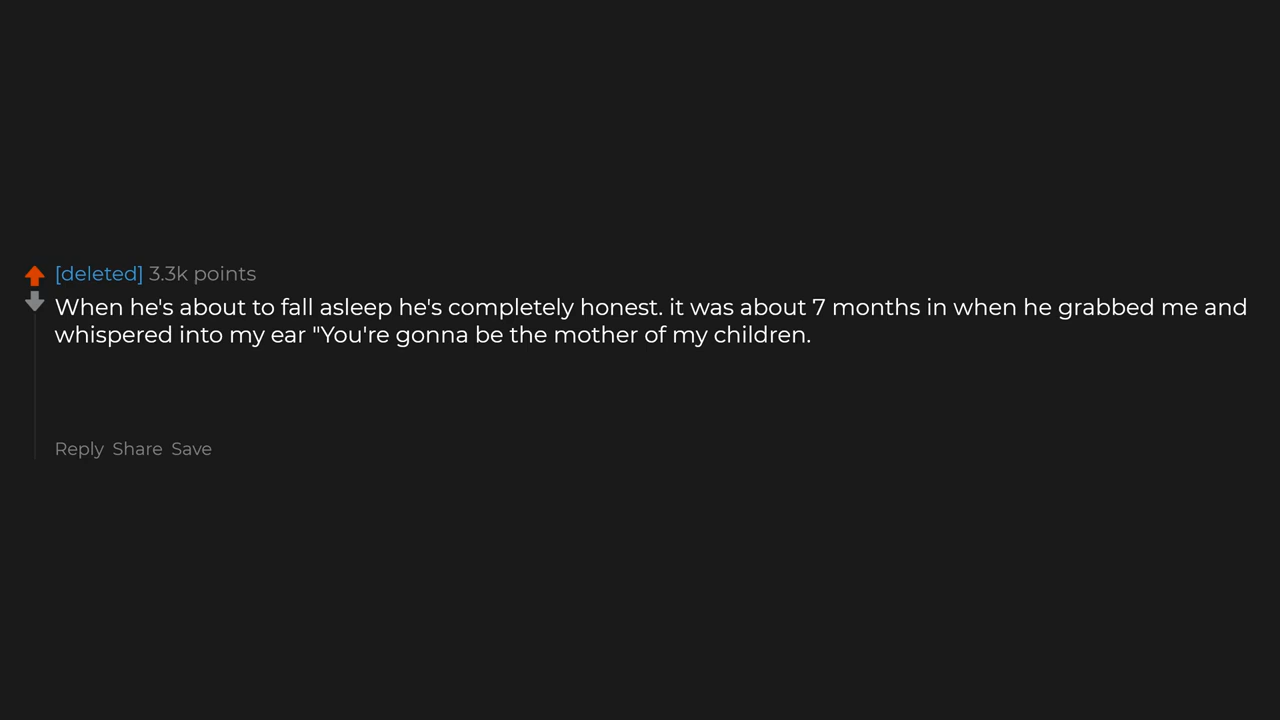 [deleted] 3.3k points
When he's about to fall asleep he's completely honest. it was about 7 months in when he grabbed me and
whispered into my ear "You're gonna be the mother of my children.
Reply Share Save